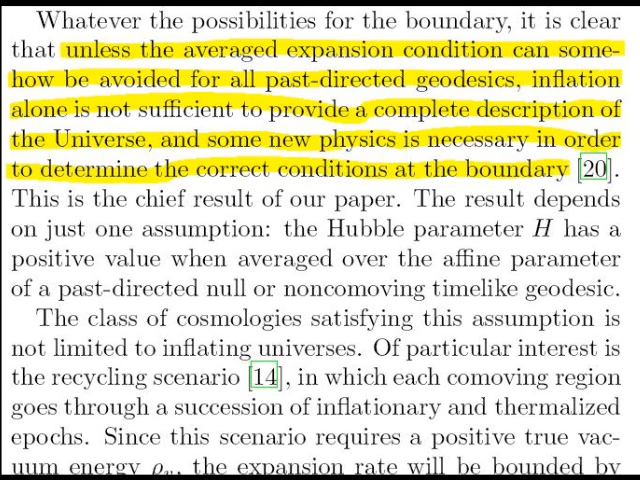 Whatever the possibilities for the boundary, it is clear
that unless the averaged expansion condition can some-
how be avoided for all past-directed geodesics, inflation
alone is not sufficient to provide a complete description of
the Universe, and some new physics is necessary in order
to determine the correct conditions at the boundary [20].
This is the chief result of our paper. The result depends
on just one assumption: the Hubble parameter H has a
positive value when averaged over the affine parameter
of a past-directed null or noncomoving timelike geodesic.
The class of cosmologies satisfying this assumption is
not limited to inflating universes. Of particular interest is
the recycling scenario [14], in which each comoving region
goes through a succession of inflationary and thermalized
epochs. Since this scenario requires a positive true vac-
uum energy ρᵥ, the expansion rate will be bounded by